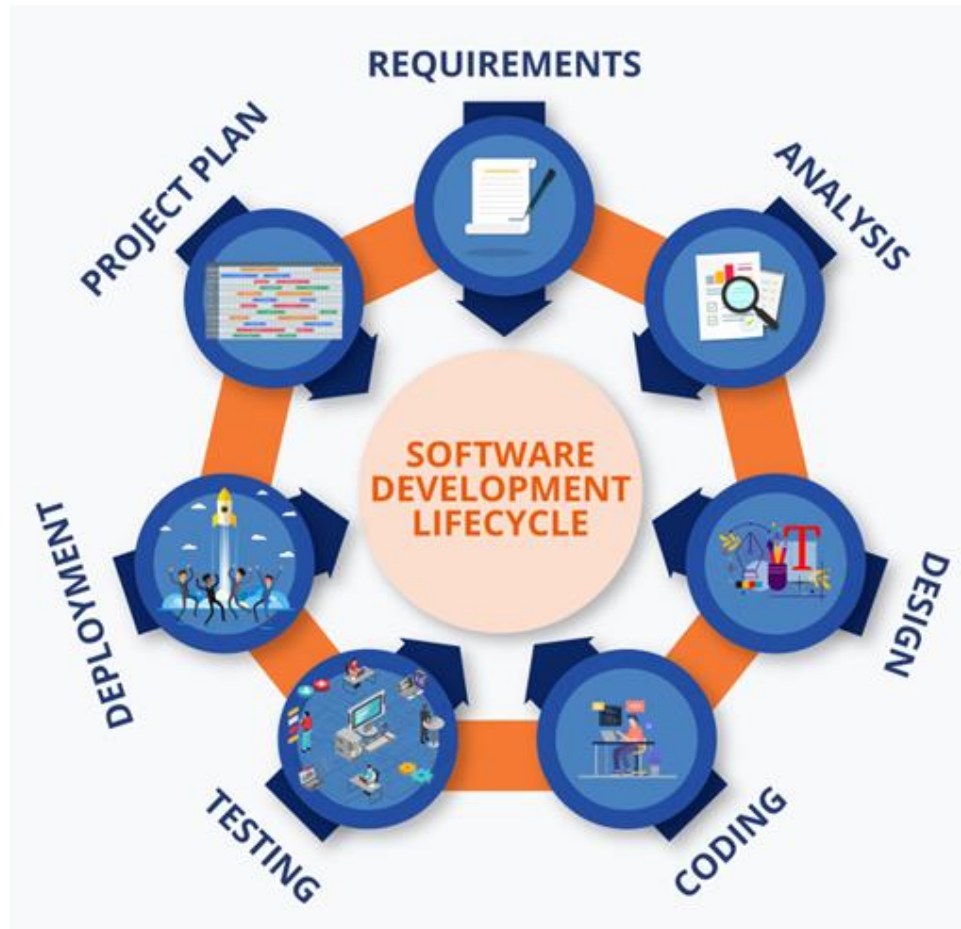 REQUIREMENTS
ANALYSIS
DESIGN
CODING
TESTING
DEPLOYMENT
PROJECT PLAN
SOFTWARE
DEVELOPMENT
LIFECYCLE
T